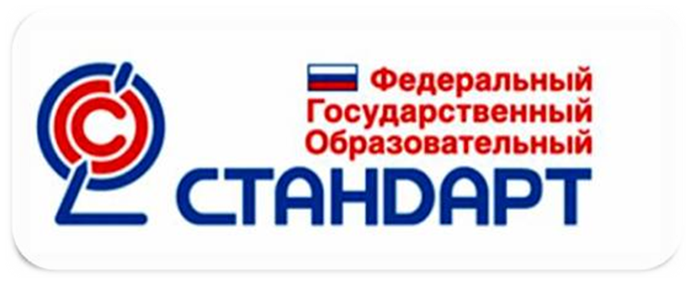 Федеральный
Государственный
Образовательный
СТАНДАРТ